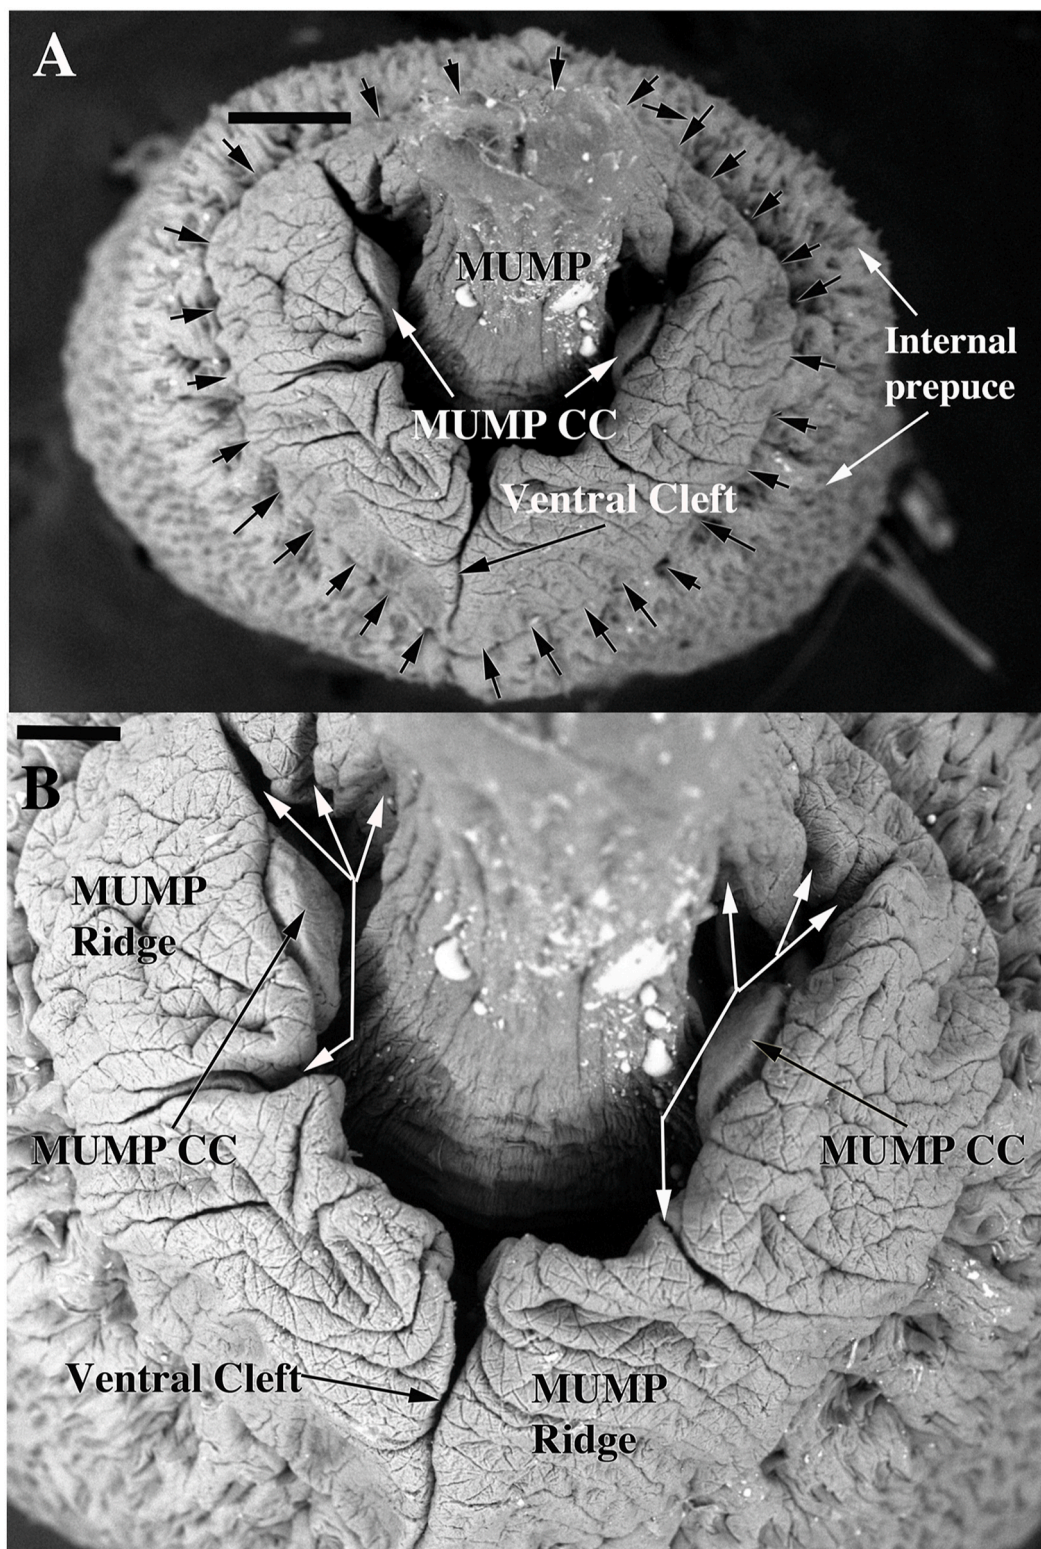 A
MUMP
Internal
prepuce
MUMP CC
Ventral Cleft
B
MUMP
Ridge
MUMP CC
MUMP CC
Ventral Cleft
MUMP
Ridge